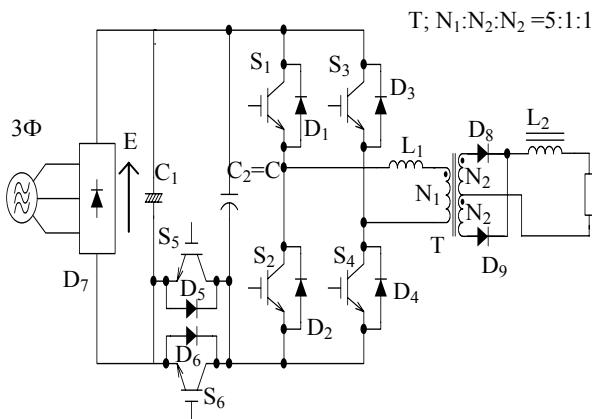 T; N1:N2:N2 =5:1:1
S1
S3
D3
3Φ
E
D1
L1
D8
L2
C1
C2=C
N2
N1
N2
S5
T
S2
S4
D9
D7
D5
D4
D2
D6
S6